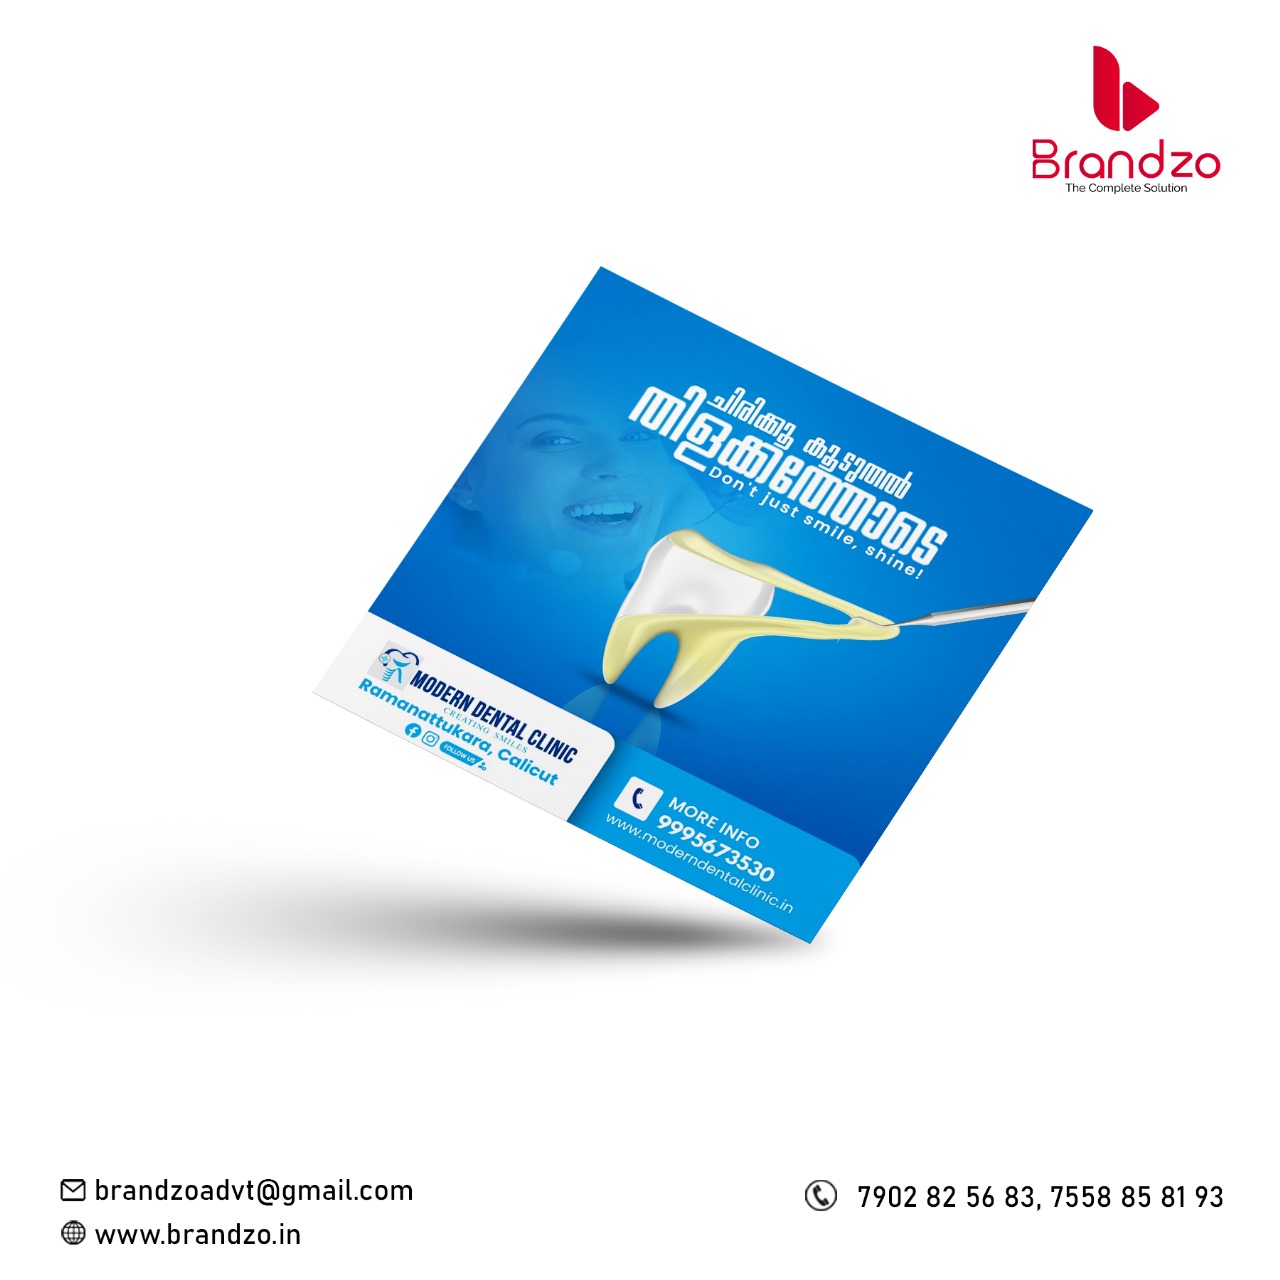 Brandzo
The Complete Solution
ചിരിക്കൂ കൂടുതൽ
തിളക്കത്തോടെ
Don't just smile, shine!
MODERN DENTAL CLINIC
CREATING SMILES
Ramanattukara, Calicut
FOLLOW US
MORE INFO
9995673530
www.moderndentalclinic.in
brandzoadvt@gmail.com
www.brandzo.in
7902 82 56 83, 7558 85 81 93